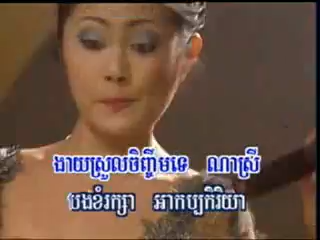 ងាយស្រួលចិញ្ចឹមទេ ណាស្រី
បងខំរក្សា អាកប្បកិរិយា